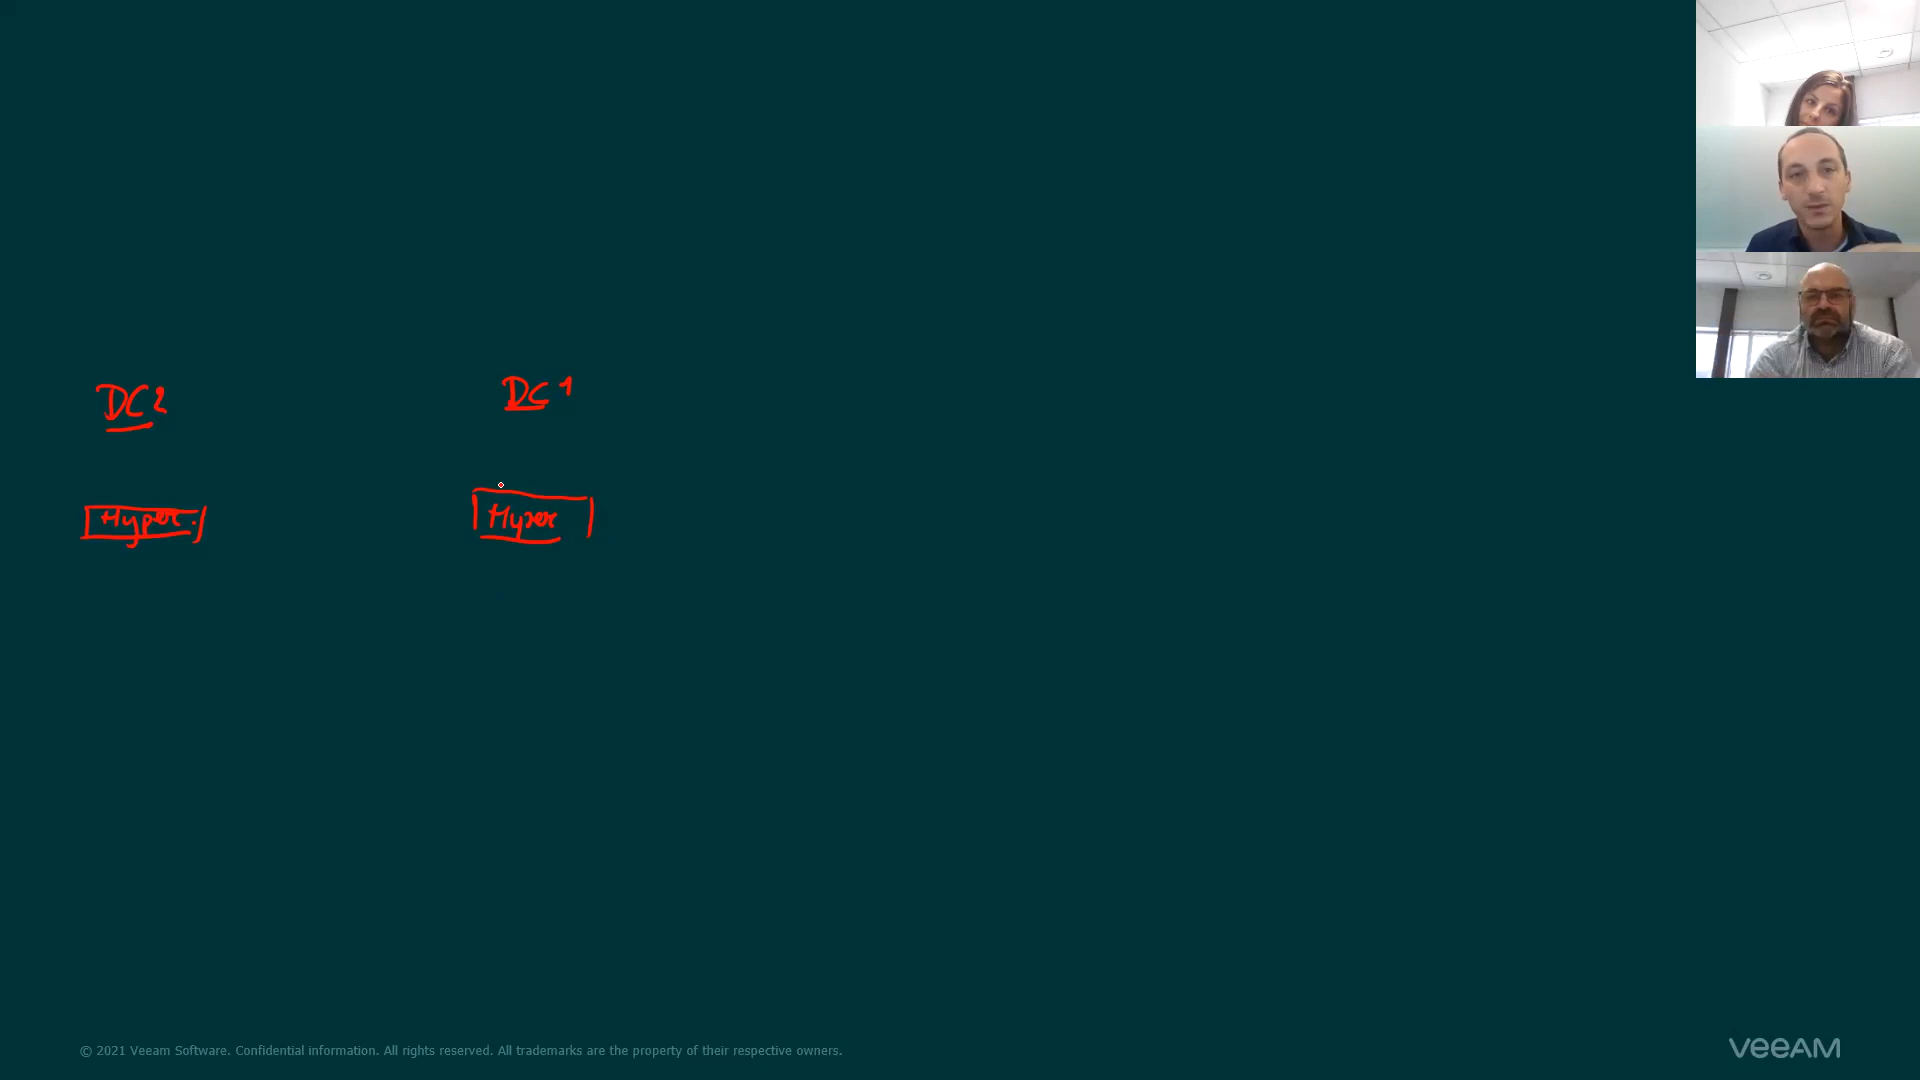 DC2
DC1
Hyper.
Hyper
© 2021 Veeam Software. Confidential information. All rights reserved. All trademarks are the property of their respective owners.
VEEAM